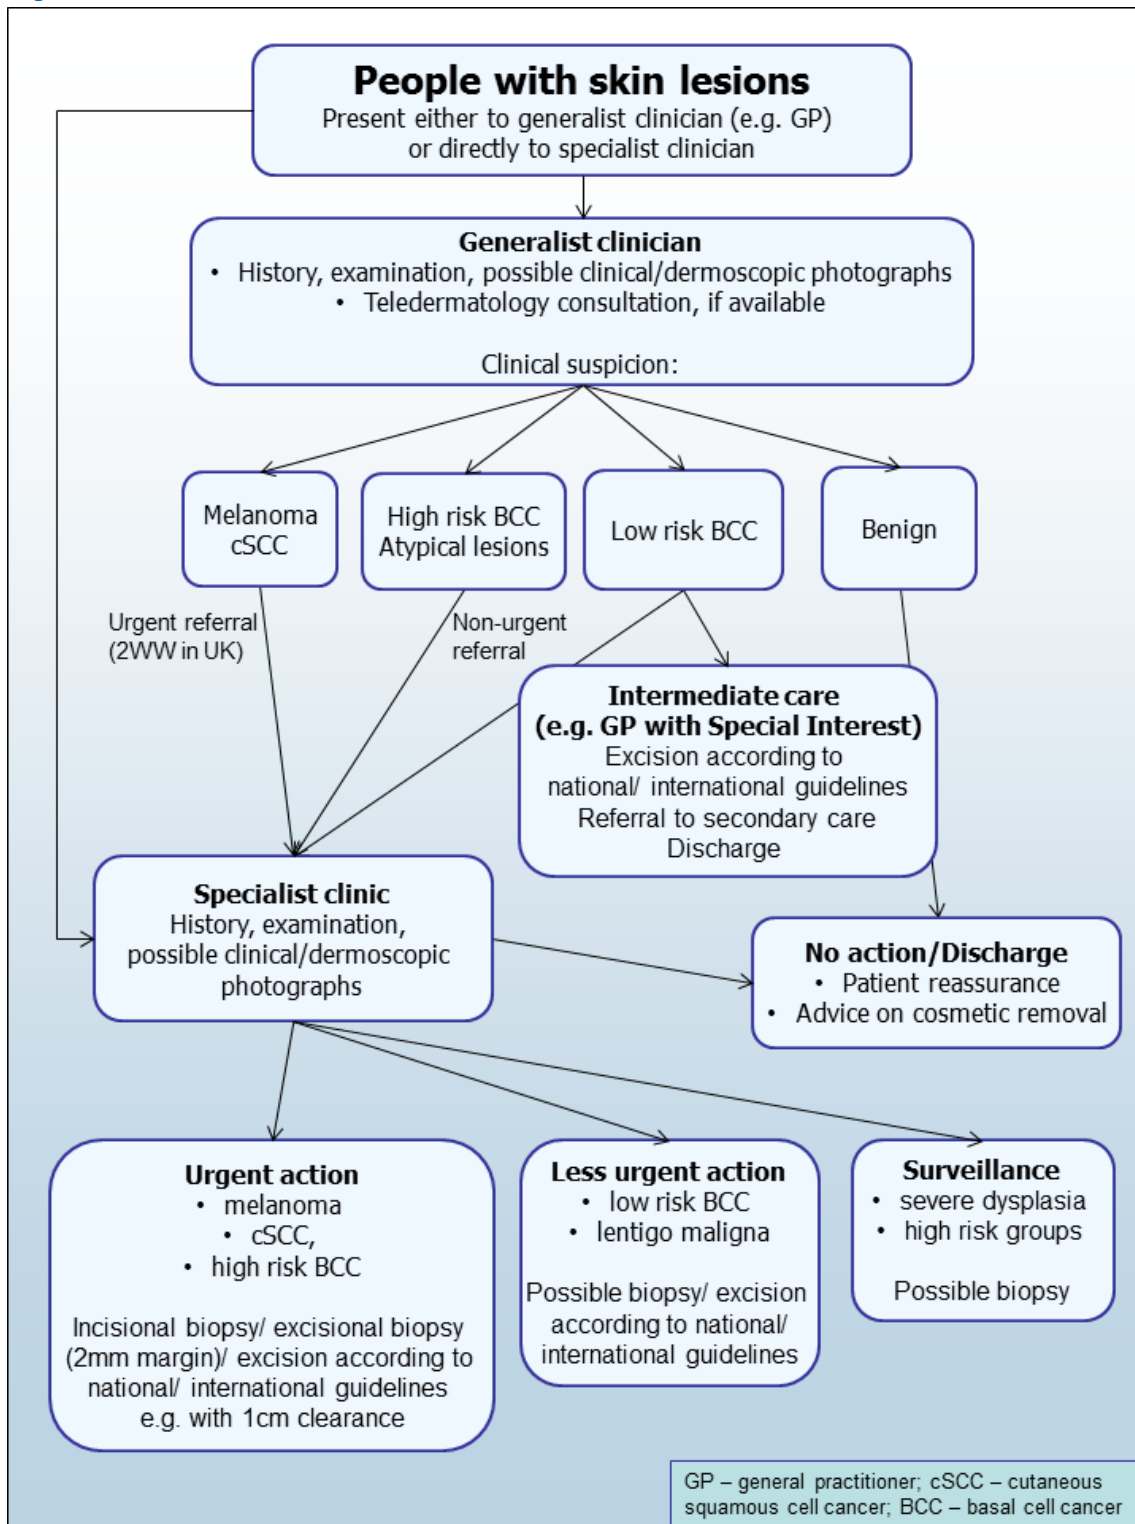 People with skin lesions
Present either to generalist clinician (e.g. GP)
or directly to specialist clinician
Generalist clinician
• History, examination, possible clinical/dermoscopic photographs
• Teledermatology consultation, if available
Clinical suspicion:
Melanoma
cSCC
High risk BCC
Atypical lesions
Low risk BCC
Benign
Urgent referral
(2WW in UK)
Non-urgent
referral
Intermediate care
(e.g. GP with Special Interest)
Excision according to
national/ international guidelines
Referral to secondary care
Discharge
Specialist clinic
History, examination,
possible clinical/dermoscopic
photographs
No action/Discharge
• Patient reassurance
• Advice on cosmetic removal
Urgent action
• melanoma
• cSCC,
• high risk BCC
Incisional biopsy/ excisional biopsy
(2mm margin)/ excision according to
national/ international guidelines
e.g. with 1cm clearance
Less urgent action
• low risk BCC
• lentigo maligna
Possible biopsy/ excision
according to national/
international guidelines
Surveillance
• severe dysplasia
• high risk groups
Possible biopsy
GP – general practitioner; cSCC – cutaneous
squamous cell cancer; BCC – basal cell cancer